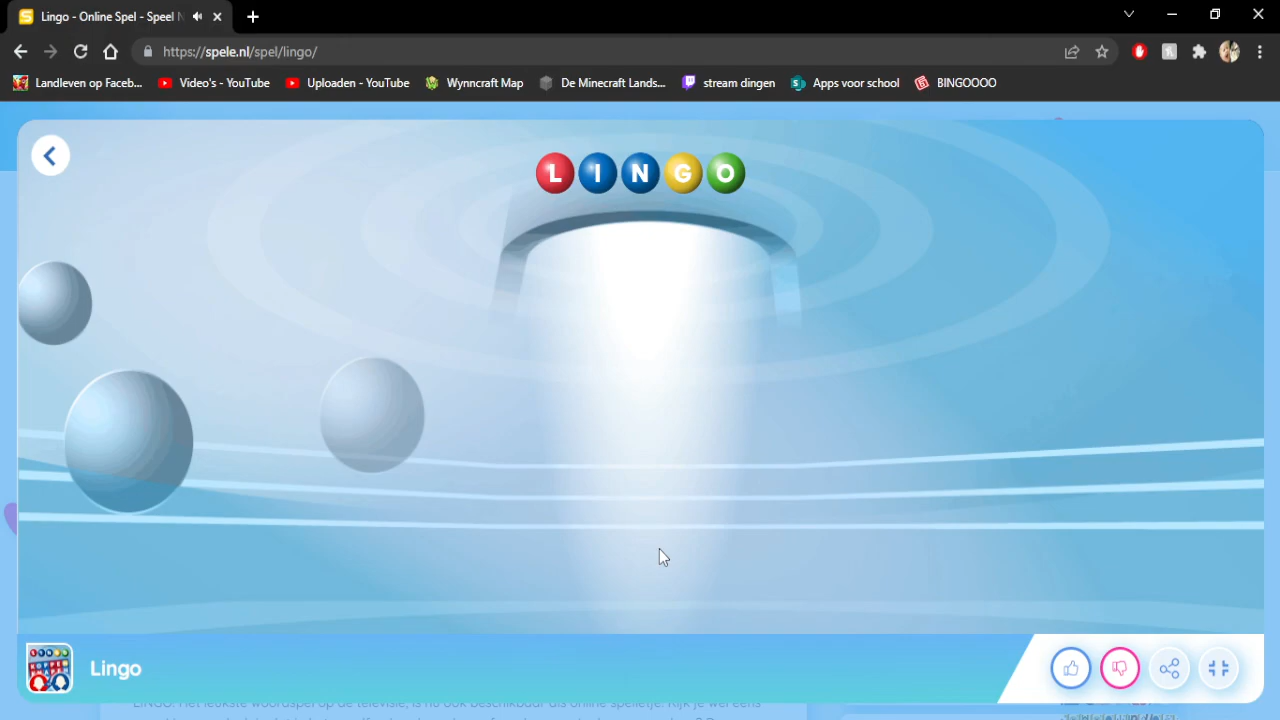 Lingo - Online Spel - Speel N
https://spele.nl/spel/lingo/
Landleven op Faceb... Video's - YouTube Uploaden - YouTube Wynncraft Map De Minecraft Lands... stream dingen Apps voor school BINGOOOO
LINGO
Lingo